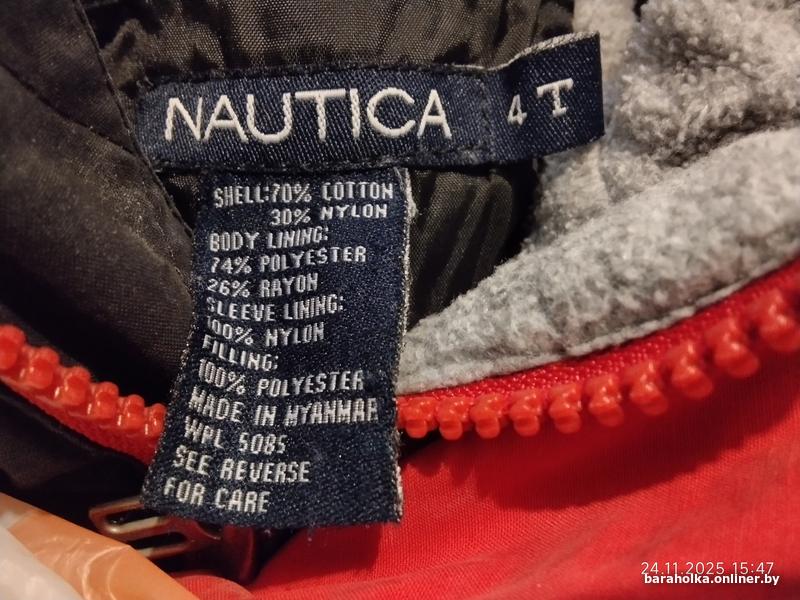 NAUTICA 4T
SHELL:70% COTTON
30% NYLON
BODY LINING:
74% POLYESTER
26% RAYON
SLEEVE LINING:
100% NYLON
FILLING:
100% POLYESTER
MADE IN MYANMAR
WPL 5085
SEE REVERSE
FOR CARE
24.11.2025 15:47
baraholka.onliner.by